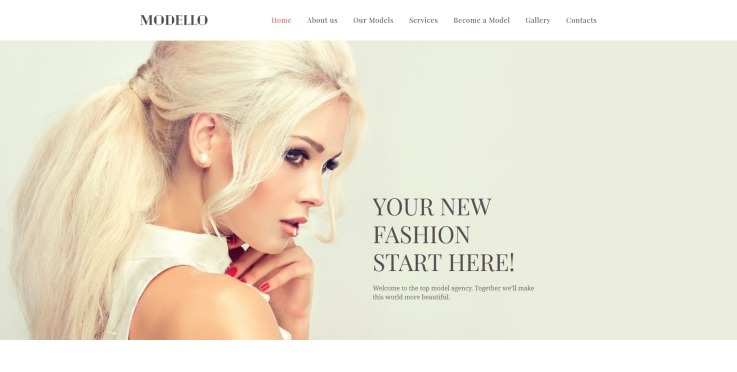 MODELLO
Home About us Our Models Services Become a Model Gallery Contacts
YOUR NEW
FASHION
START HERE!
Welcome to the top model agency. Together we'll make
this world more beautiful.